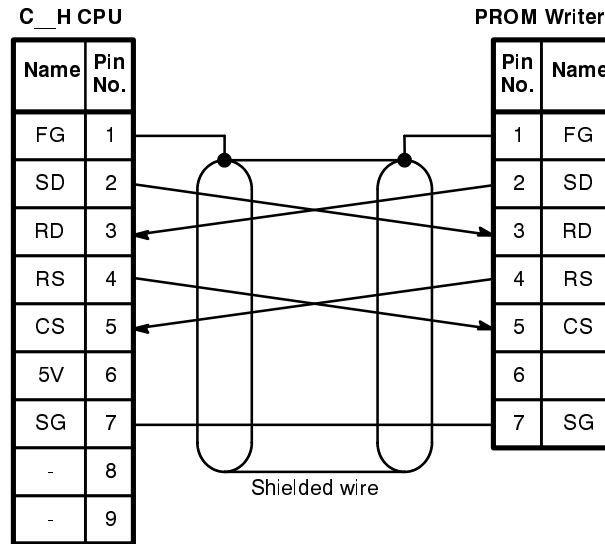 C__H CPU
PROM Writer
Name Pin No.
Pin No. Name
FG 1
1 FG
SD 2
2 SD
RD 3
3 RD
RS 4
4 RS
CS 5
5 CS
5V 6
6
SG 7
7 SG
- 8
- 9
Shielded wire